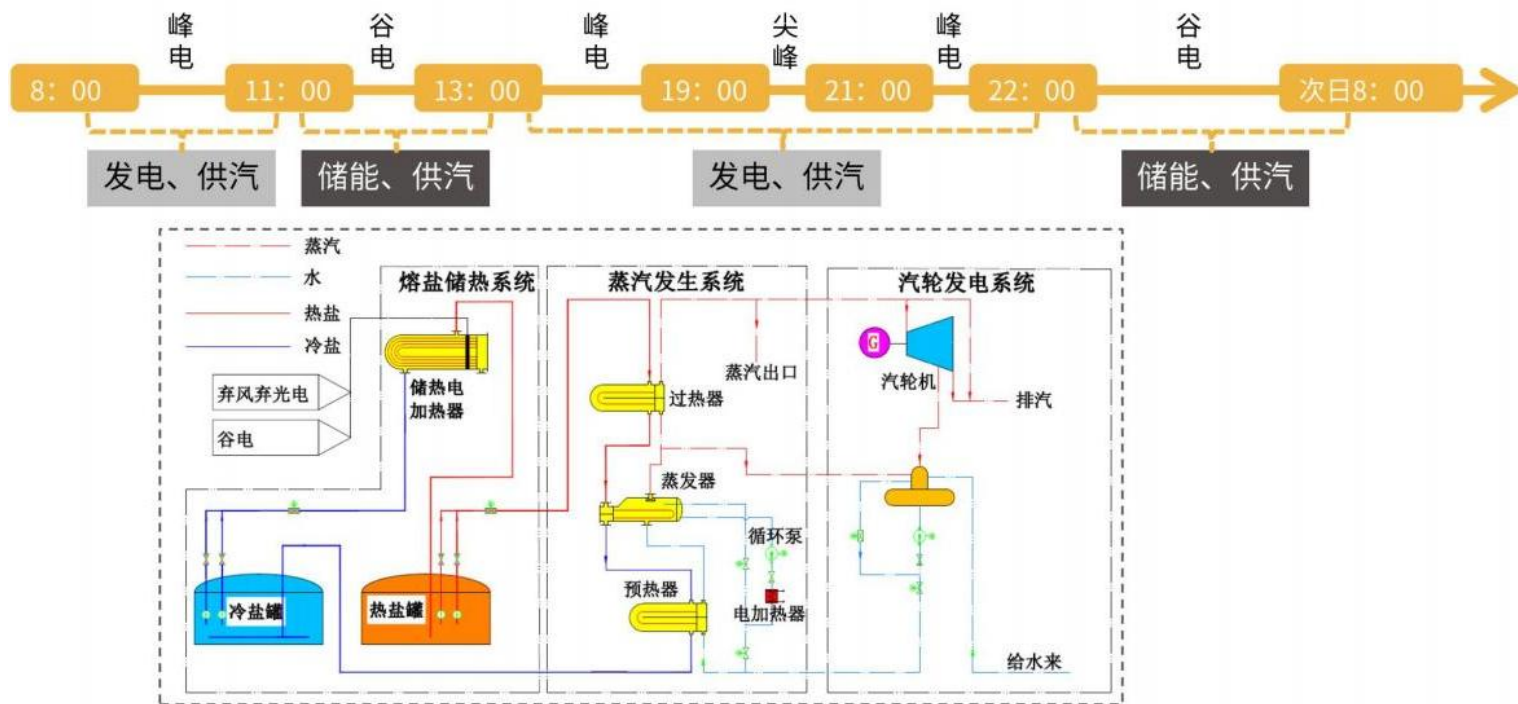 峰电
谷电
峰电
尖峰
峰电
谷电
8：00
11：00
13：00
19：00
21：00
22：00
次日8：00
发电、供汽
储能、供汽
发电、供汽
储能、供汽
蒸汽
水
热盐
冷盐
熔盐储热系统
蒸汽发生系统
汽轮发电系统
弃风弃光电
谷电
储热电
加热器
蒸汽出口
过热器
G
汽轮机
排汽
蒸发器
循环泵
预热器
电加热器
冷盐罐
热盐罐
给水来